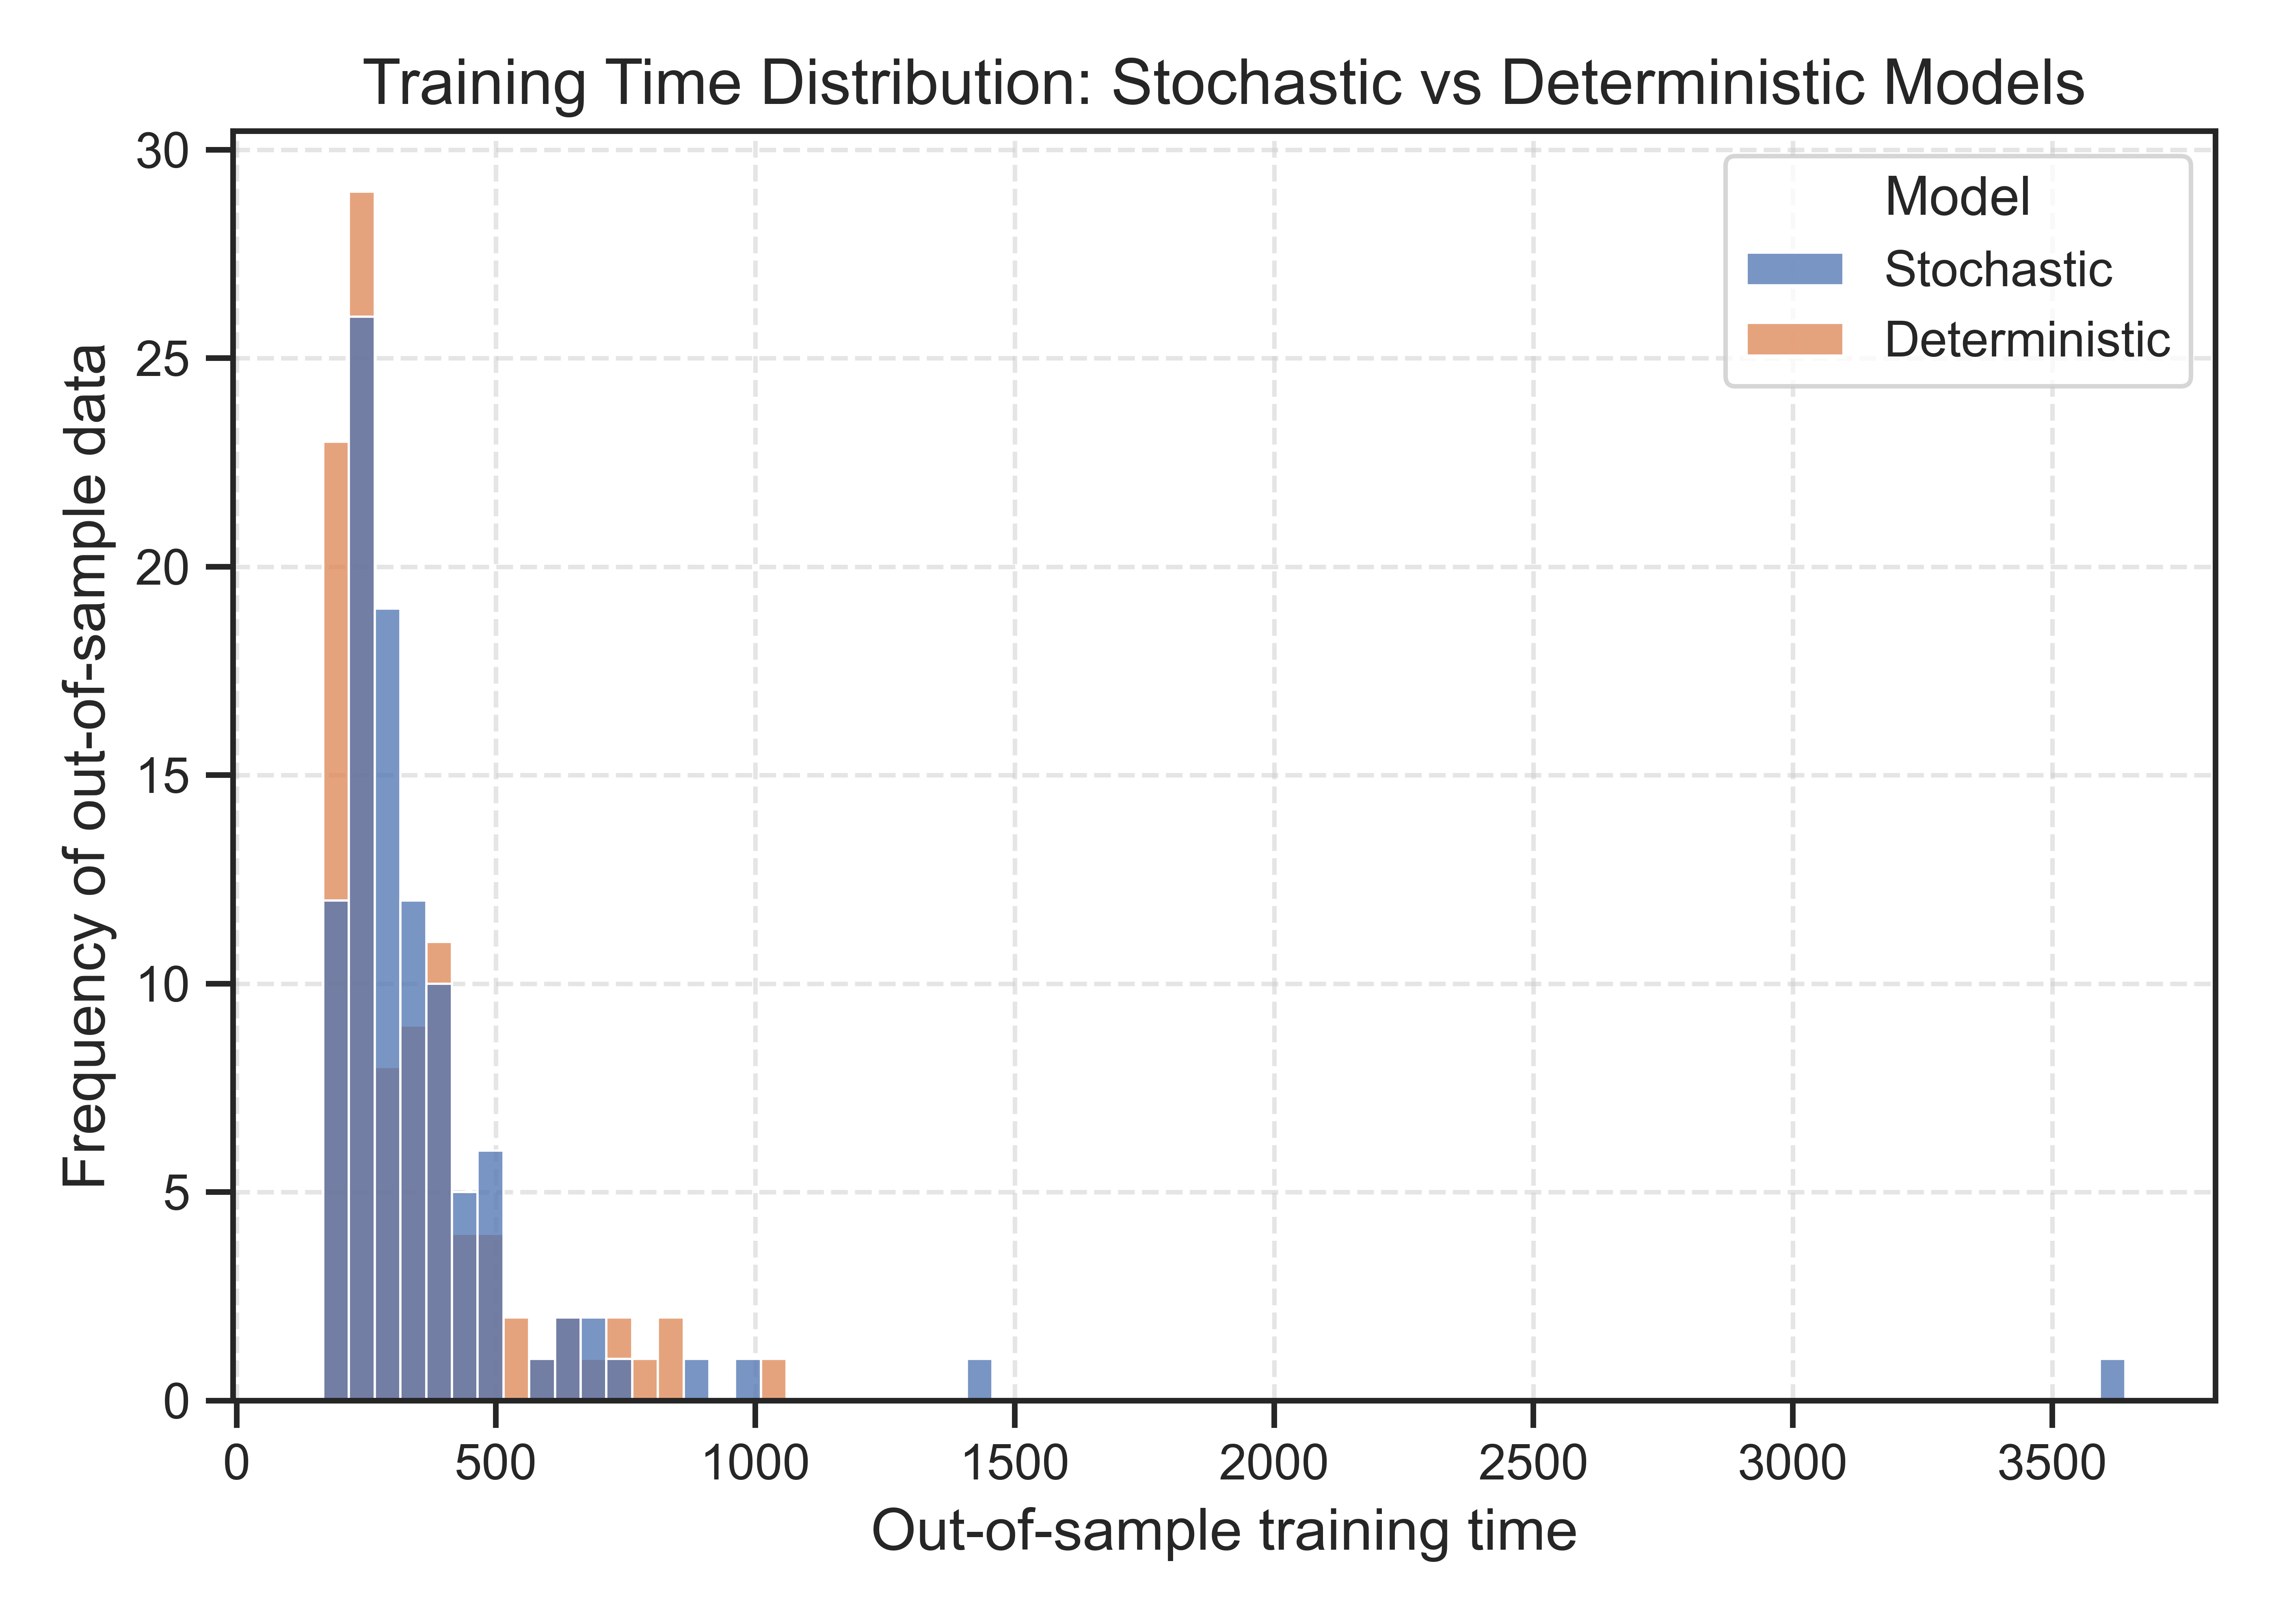 Training Time Distribution: Stochastic vs Deterministic Models
Frequency of out-of-sample data
30
25
20
15
10
5
0
Model
Stochastic
Deterministic
0 500 1000 1500 2000 2500 3000 3500
Out-of-sample training time